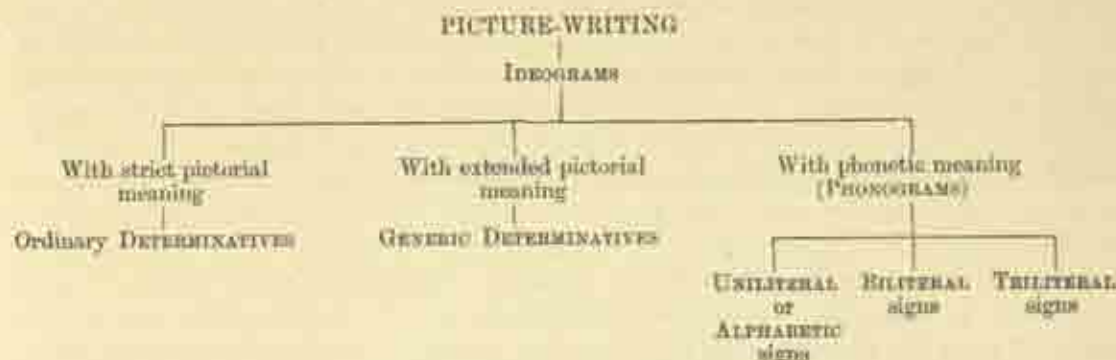 PICTURE-WRITING
IDEOGRAMS
With strict pictorial
meaning
Ordinary DETERMINATIVES
With extended pictorial
meaning
GENERIC DETERMINATIVES
With phonetic meaning
(PHONOGRAMS)
UNILITERAL
or
ALPHABETIC
signs
BILITERAL
signs
TRILITERAL
signs